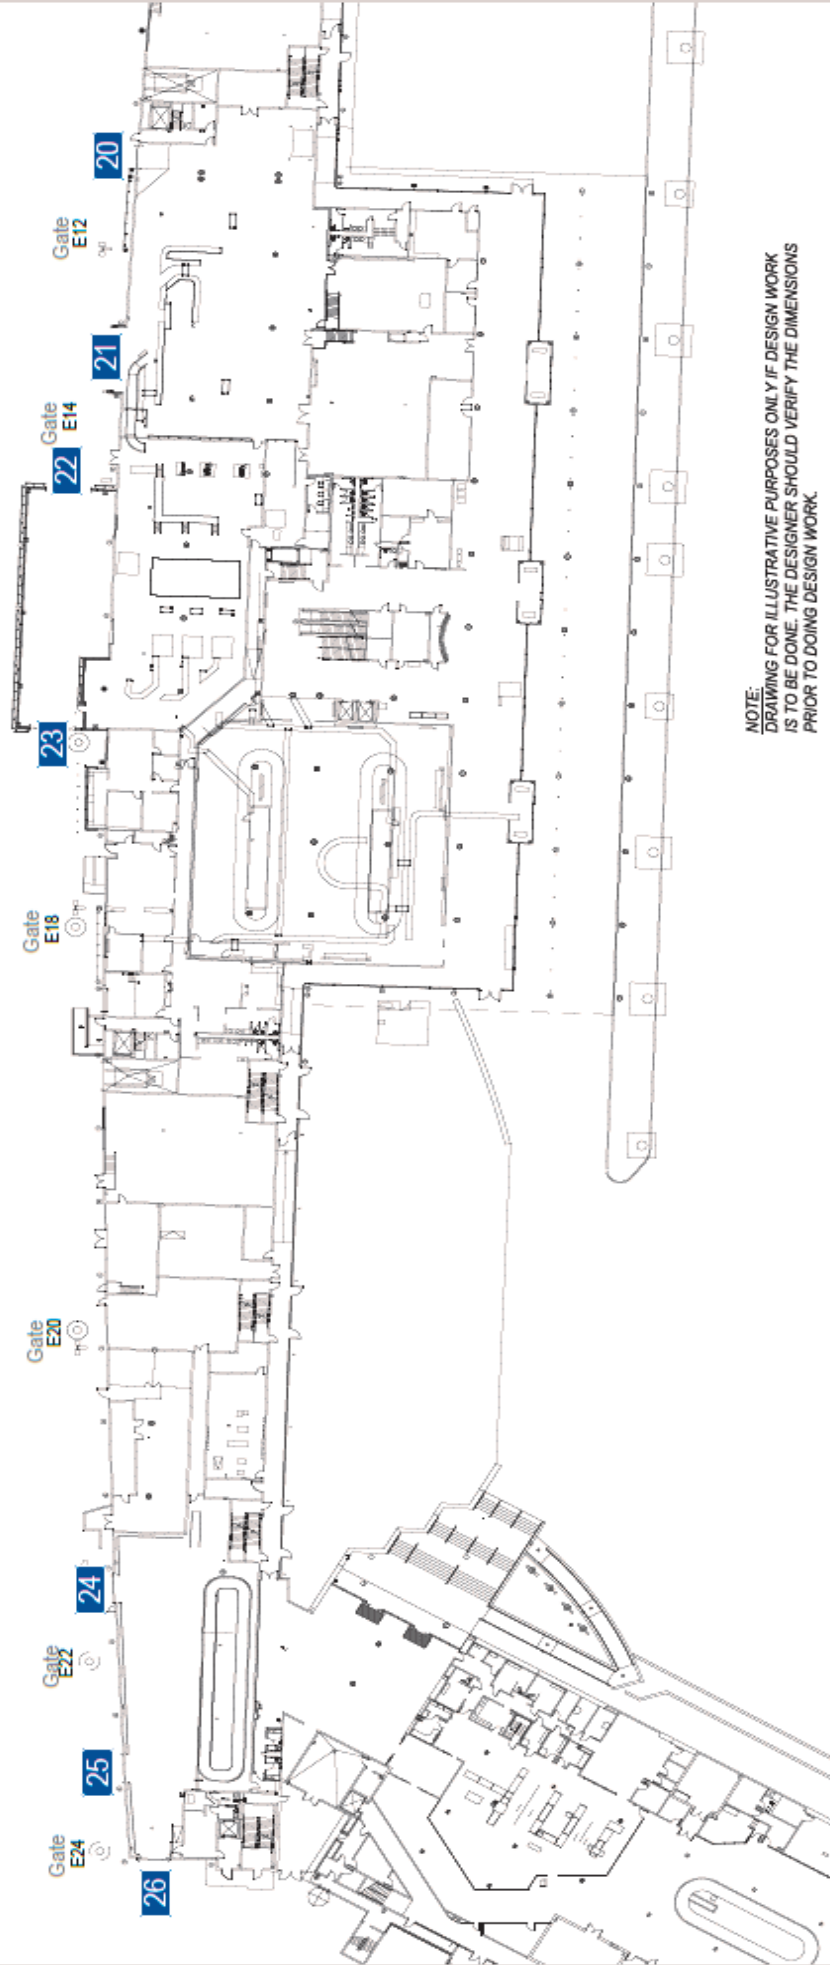 20
Gate
E12
21
Gate
E14
22
23
Gate
E18
Gate
E20
24
Gate
E22
25
Gate
E24
26
NOTE:
DRAWING FOR ILLUSTRATIVE PURPOSES ONLY IF DESIGN WORK
IS TO BE DONE. THE DESIGNER SHOULD VERIFY THE DIMENSIONS
PRIOR TO DOING DESIGN WORK.